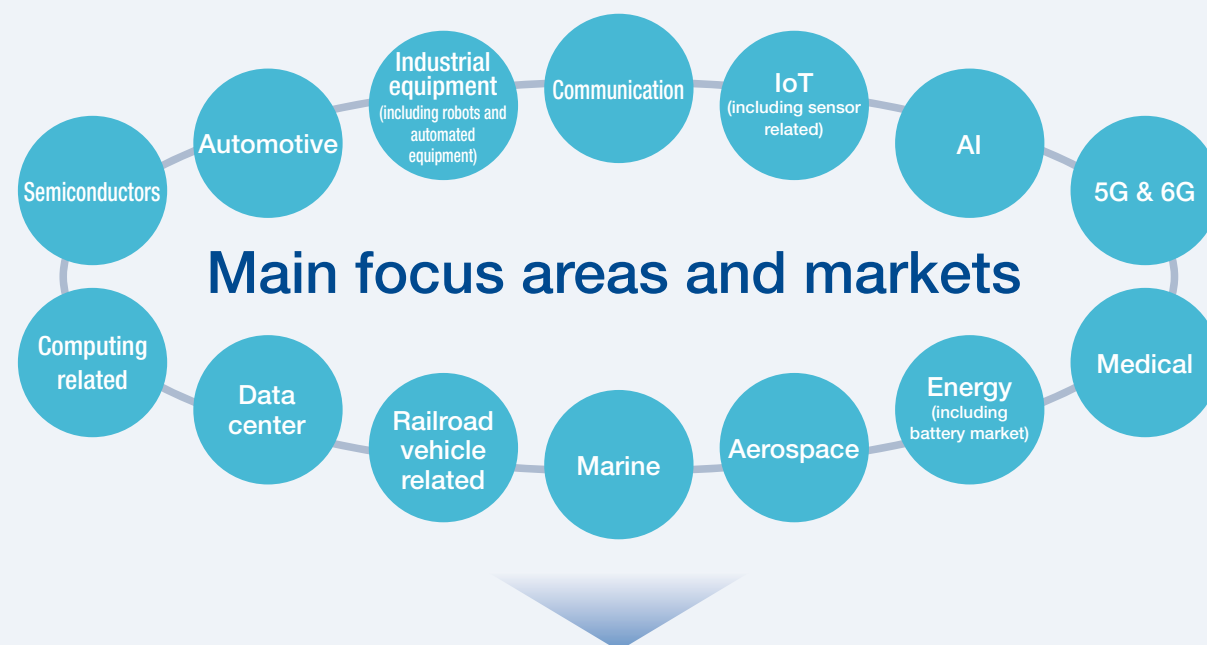 Industrial
equipment
(including robots and
automated
equipment)
Communication
IoT
(including sensor
related)
Automotive
AI
Semiconductors
5G & 6G
Main focus areas and markets
Computing
related
Data
center
Railroad
vehicle
related
Marine
Aerospace
Energy
(including
battery market)
Medical